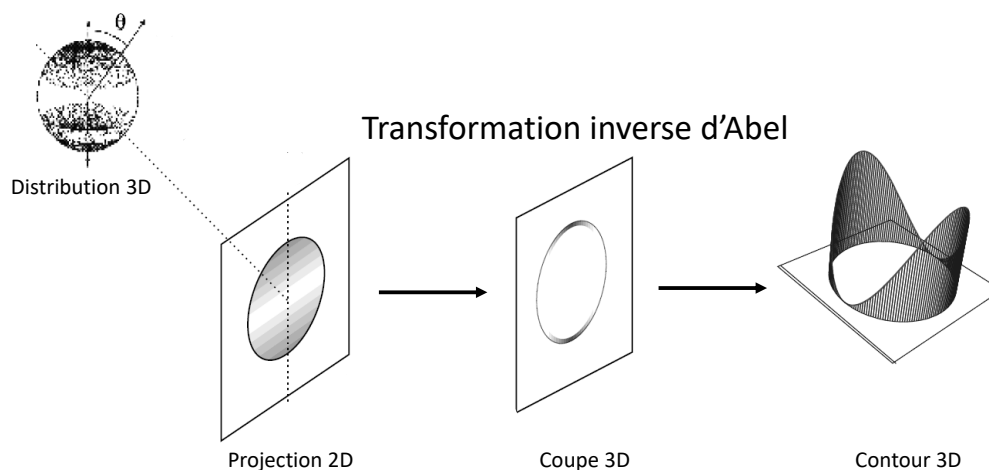 θ
Transformation inverse d'Abel
Distribution 3D
Projection 2D
Coupe 3D
Contour 3D